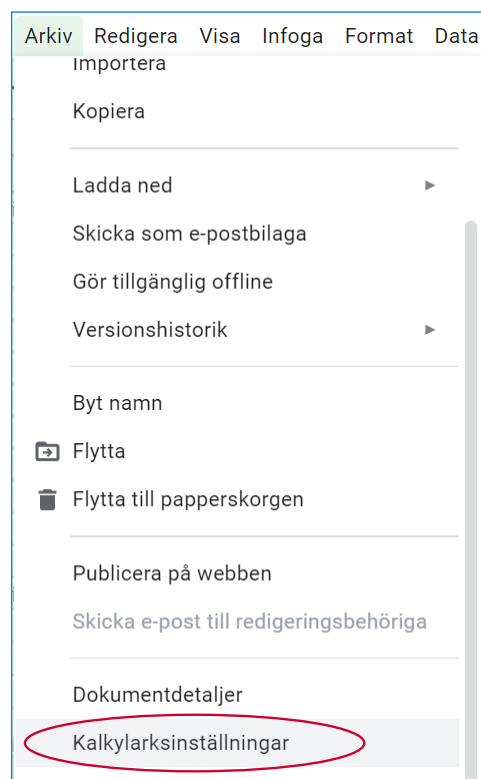 Arkiv Redigera Visa Infoga Format Data
Importera
Kopiera
Ladda ned
Skicka som e-postbilaga
Gör tillgänglig offline
Versionshistorik
Byt namn
Flytta
Flytta till papperskorgen
Publicera på webben
Skicka e-post till redigeringsbehöriga
Dokumentdetaljer
Kalkylarksinställningar